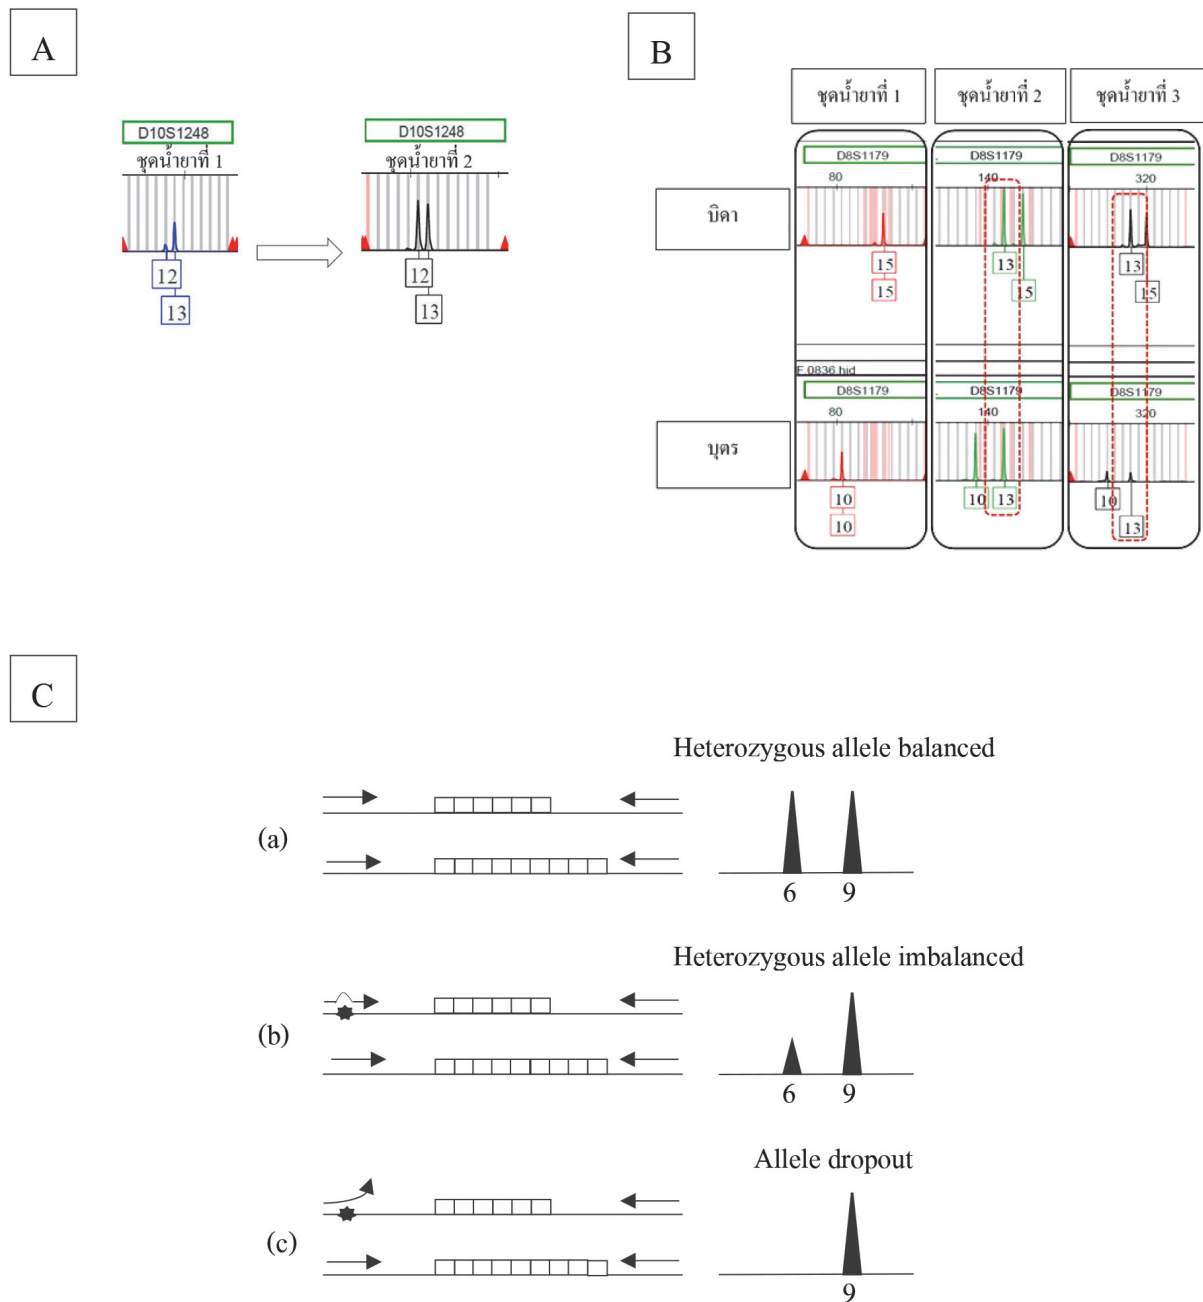 A
D10S1248
ชุดน้ำยาที่ 1
12
13
D10S1248
ชุดน้ำยาที่ 2
12
13
B
ชุดน้ำยาที่ 1
ชุดน้ำยาที่ 2
ชุดน้ำยาที่ 3
บิดา
D8S1179
80
15
15
D8S1179
140
13
15
D8S1179
320
13
15
บุตร
F 0836.hid
D8S1179
80
10
10
D8S1179
140
10
13
D8S1179
320
10
13
C
Heterozygous allele balanced
(a)
6 9
Heterozygous allele imbalanced
(b)
6 9
Allele dropout
(c)
9